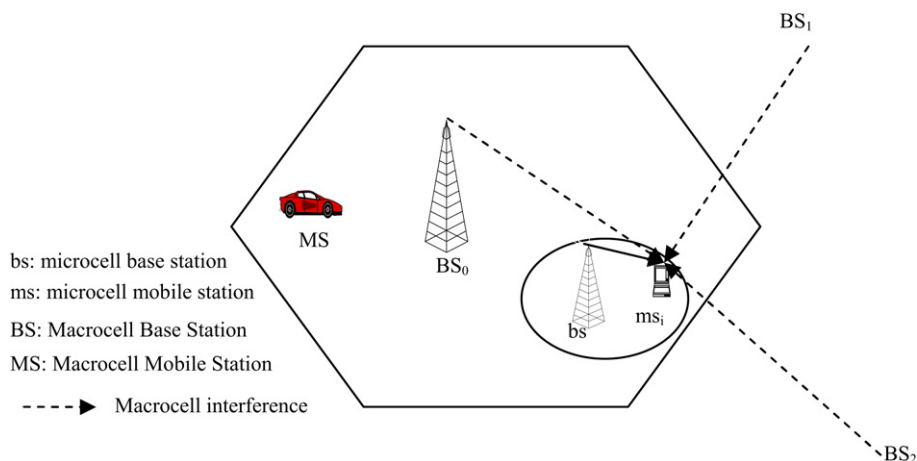 BS₁
MS
BS₀
bs: microcell base station
ms: microcell mobile station
bs
msᵢ
BS: Macrocell Base Station
MS: Macrocell Mobile Station
Macrocell interference
BS₂